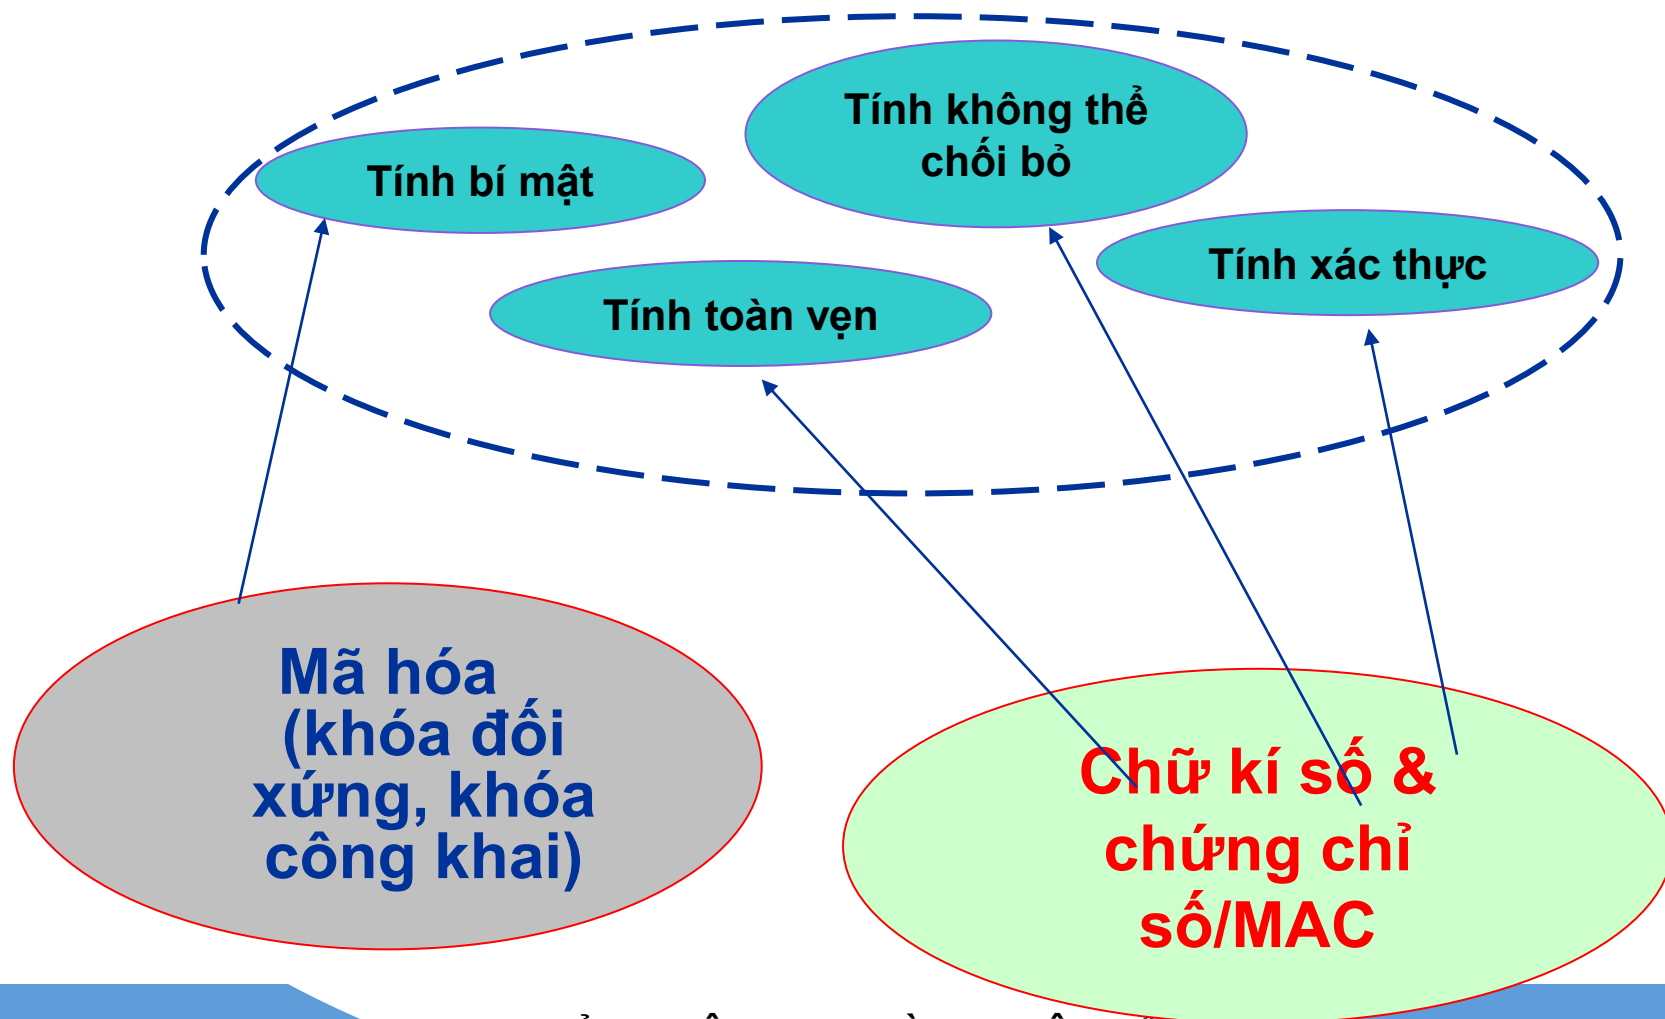 Tính không thể
chối bỏ
Tính bí mật
Tính xác thực
Tính toàn vẹn
Mã hóa
(khóa đối
xứng, khóa
công khai)
Chữ kí số &
chứng chỉ
số/MAC